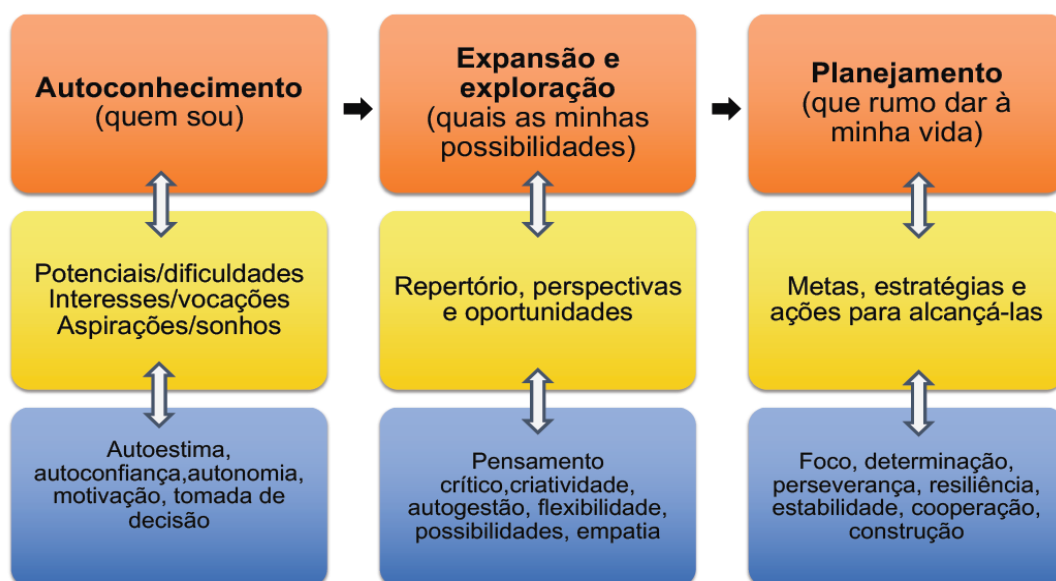 Autoconhecimento
(quem sou)
Expansão e
exploração
(quais as minhas
possibilidades)
Planejamento
(que rumo dar à
minha vida)
Potenciais/dificuldades
Interesses/vocações
Aspirações/sonhos
Repertório, perspectivas
e oportunidades
Metas, estratégias e
ações para alcançá-las
Autoestima,
autoconfiança,autonomia,
motivação, tomada de
decisão
Pensamento
crítico,criatividade,
autogestão, flexibilidade,
possibilidades, empatia
Foco, determinação,
perseverança, resiliência,
estabilidade, cooperação,
construção